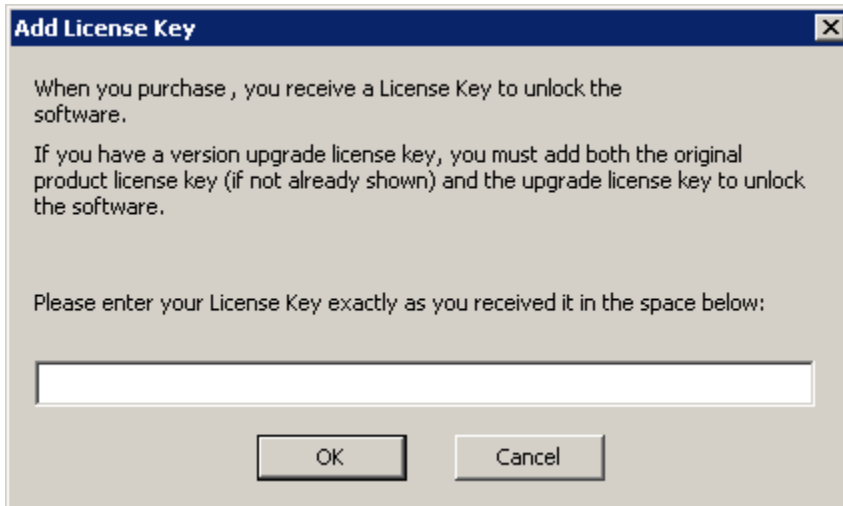 Add License Key
When you purchase , you receive a License Key to unlock the
software.
If you have a version upgrade license key, you must add both the original
product license key (if not already shown) and the upgrade license key to unlock
the software.
Please enter your License Key exactly as you received it in the space below:
OK Cancel